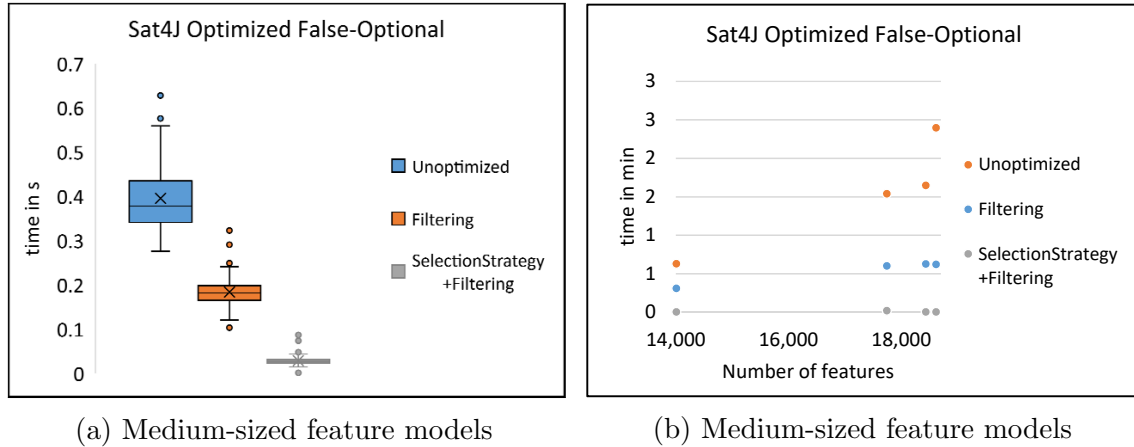 Sat4J Optimized False-Optional
0.7
0.6
0.5
0.4
0.3
0.2
0.1
0
time in s
Unoptimized
Filtering
SelectionStrategy
+Filtering
(a) Medium-sized feature models
Sat4J Optimized False-Optional
3
3
2
2
1
1
0
time in min
14,000
16,000
18,000
Number of features
Unoptimized
Filtering
SelectionStrategy
+Filtering
(b) Medium-sized feature models